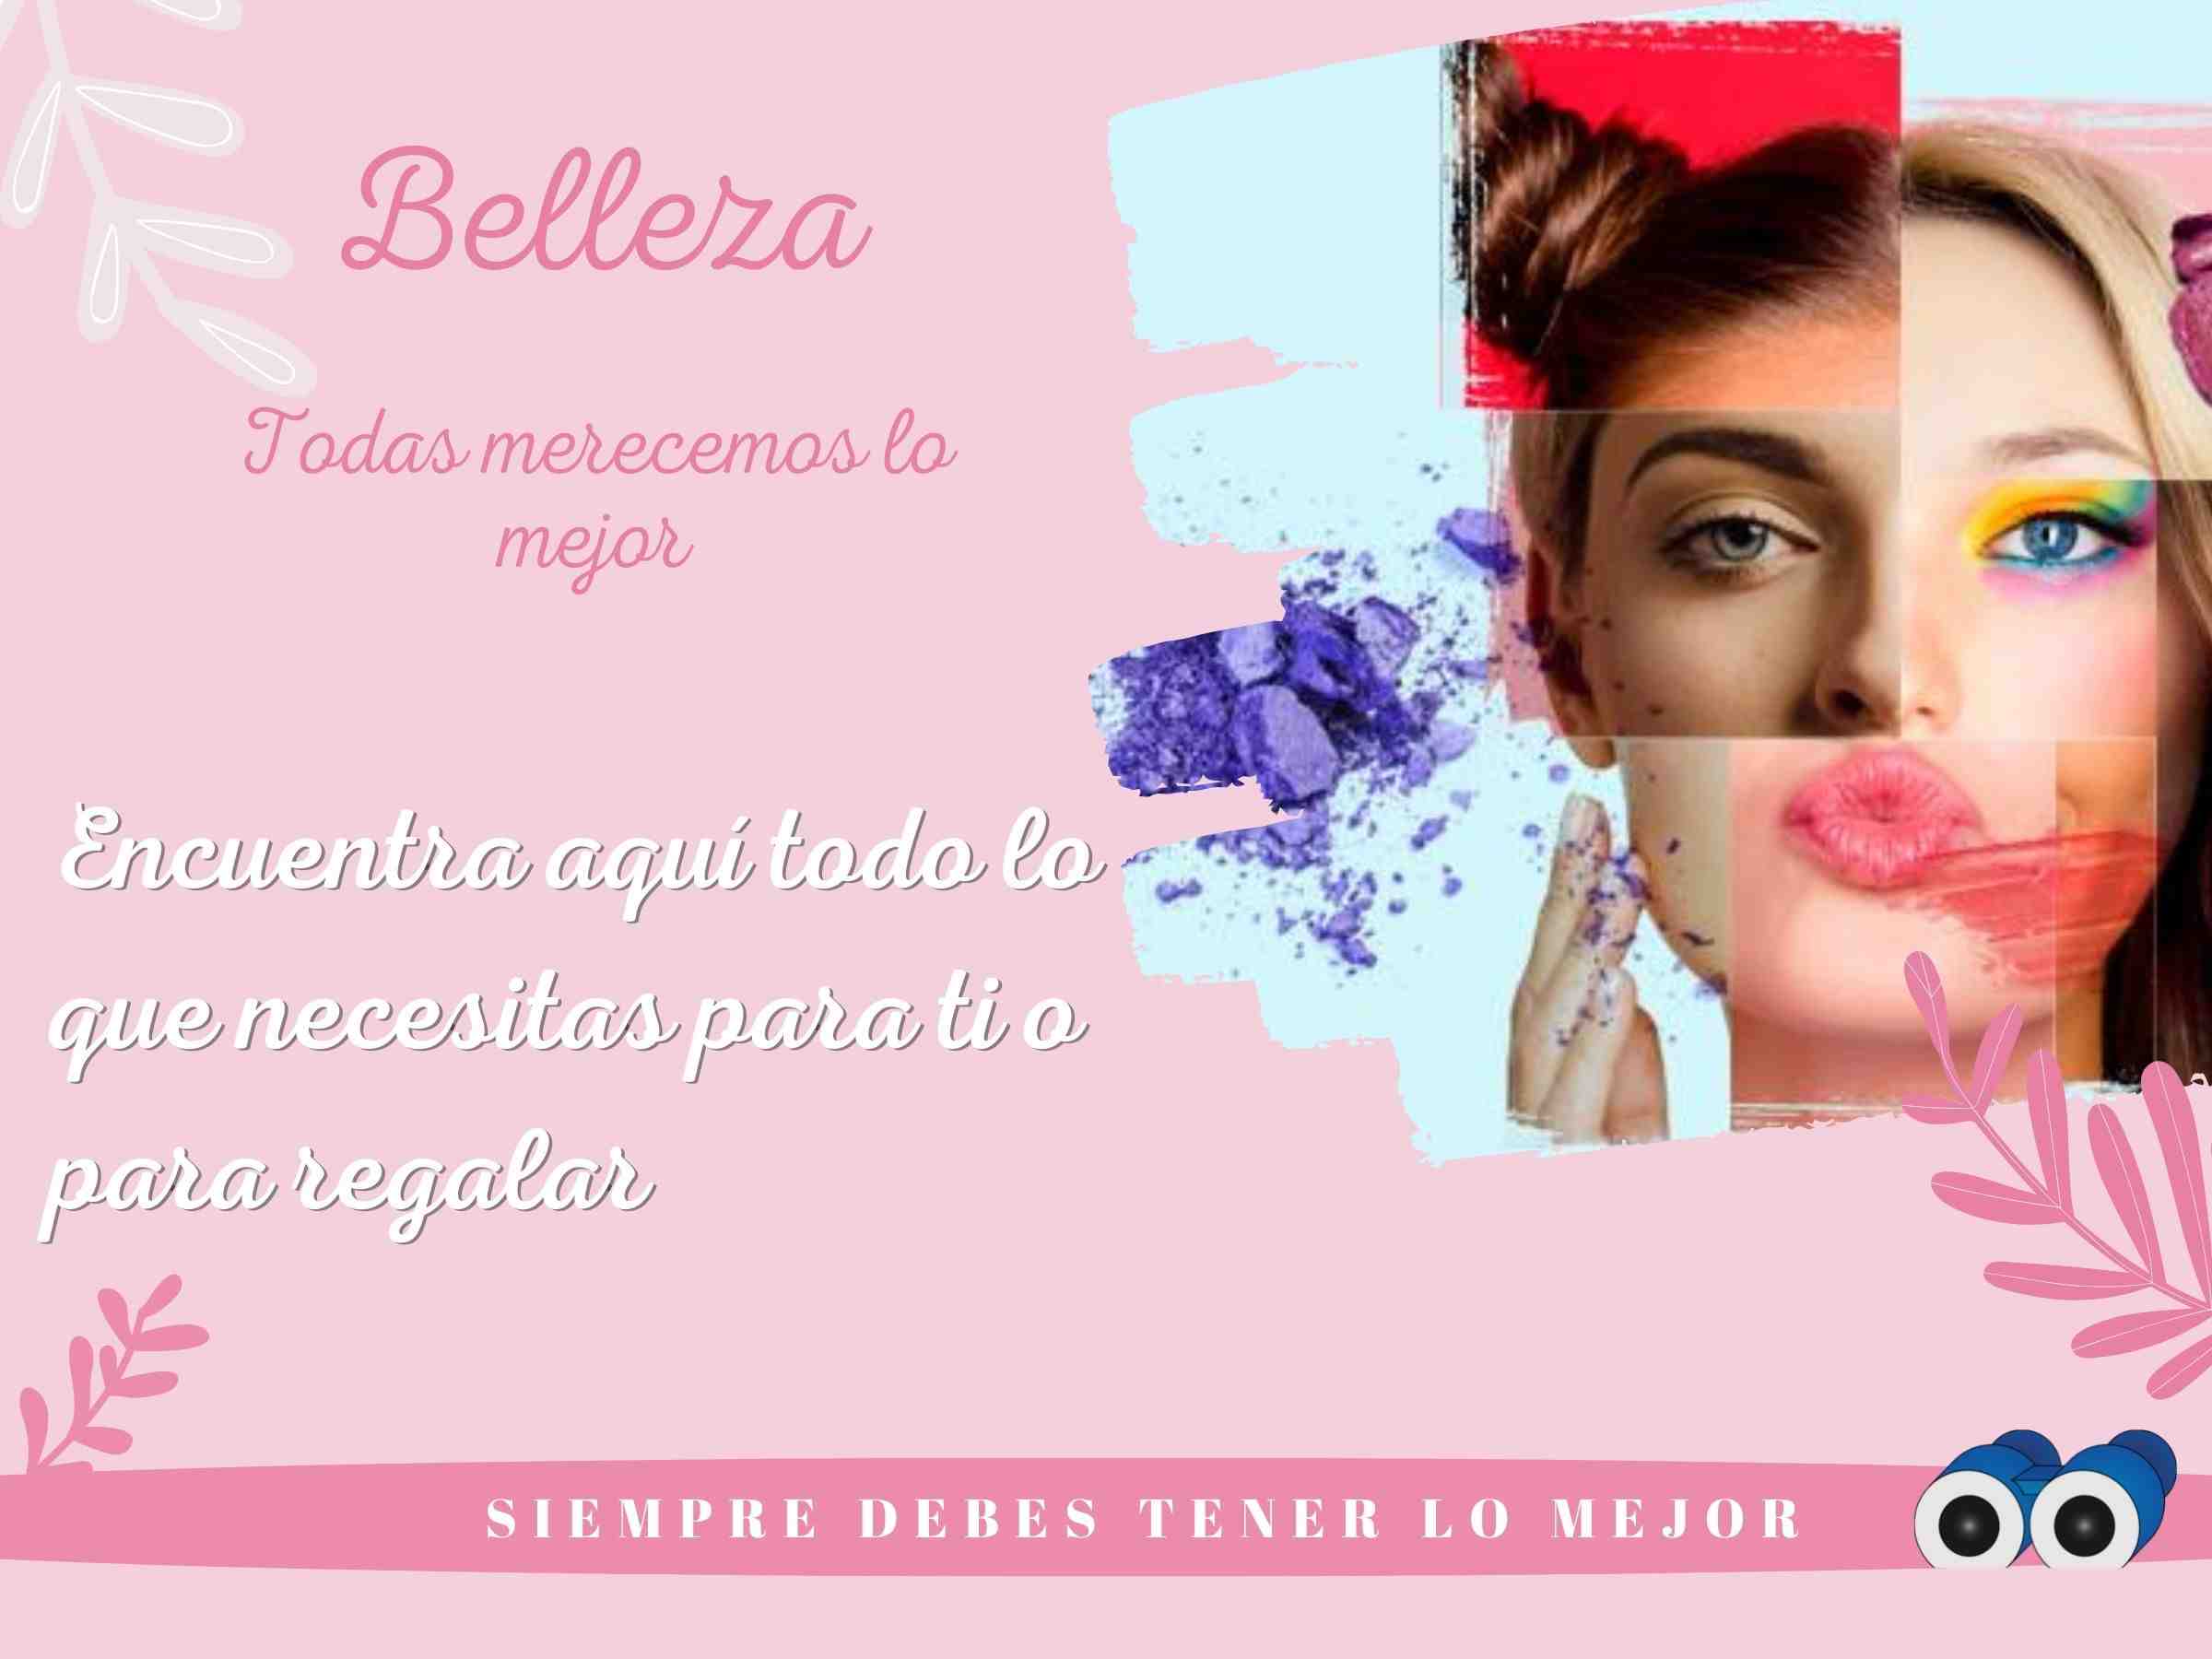 Belleza
Todas merecemos lo
mejor
Encuentra aquí todo lo
que necesitas para ti o
para regalar
SIEMPRE DEBES TENER LO MEJOR